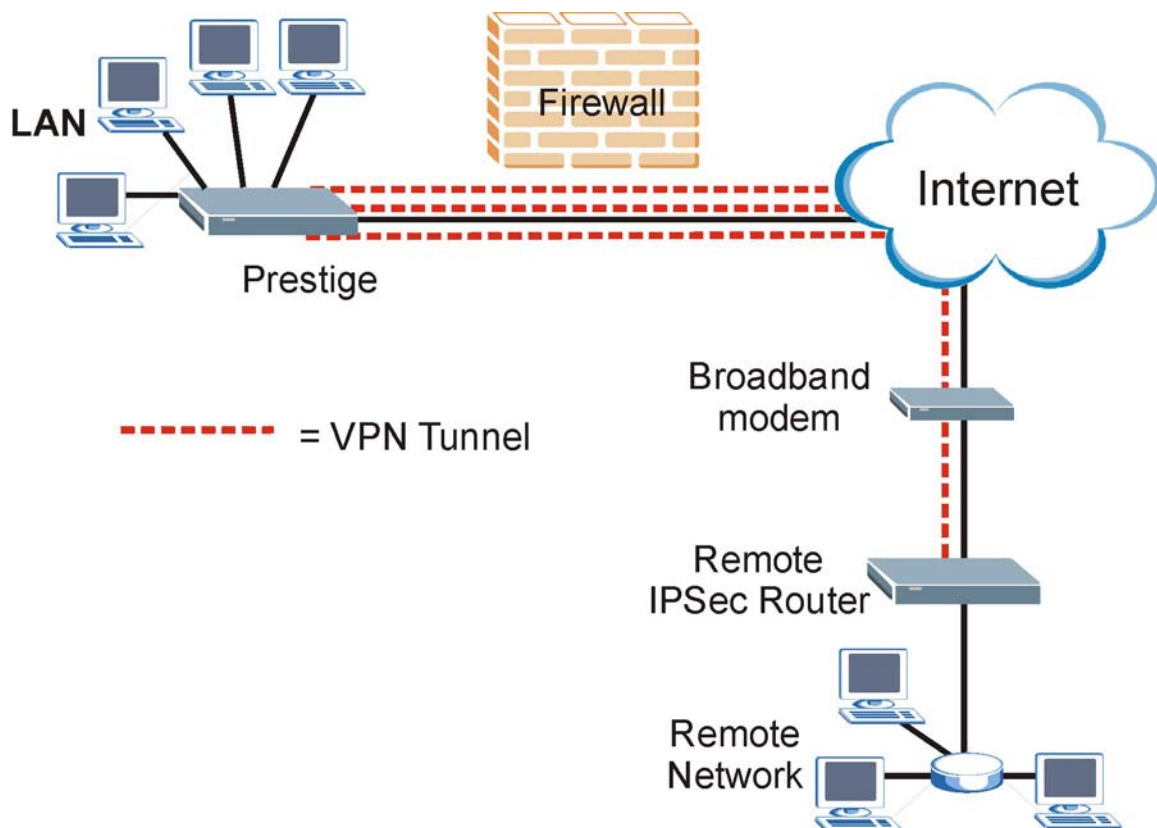 Firewall
LAN
Internet
Prestige
Broadband
modem
= VPN Tunnel
Remote
IPSec Router
Remote
Network